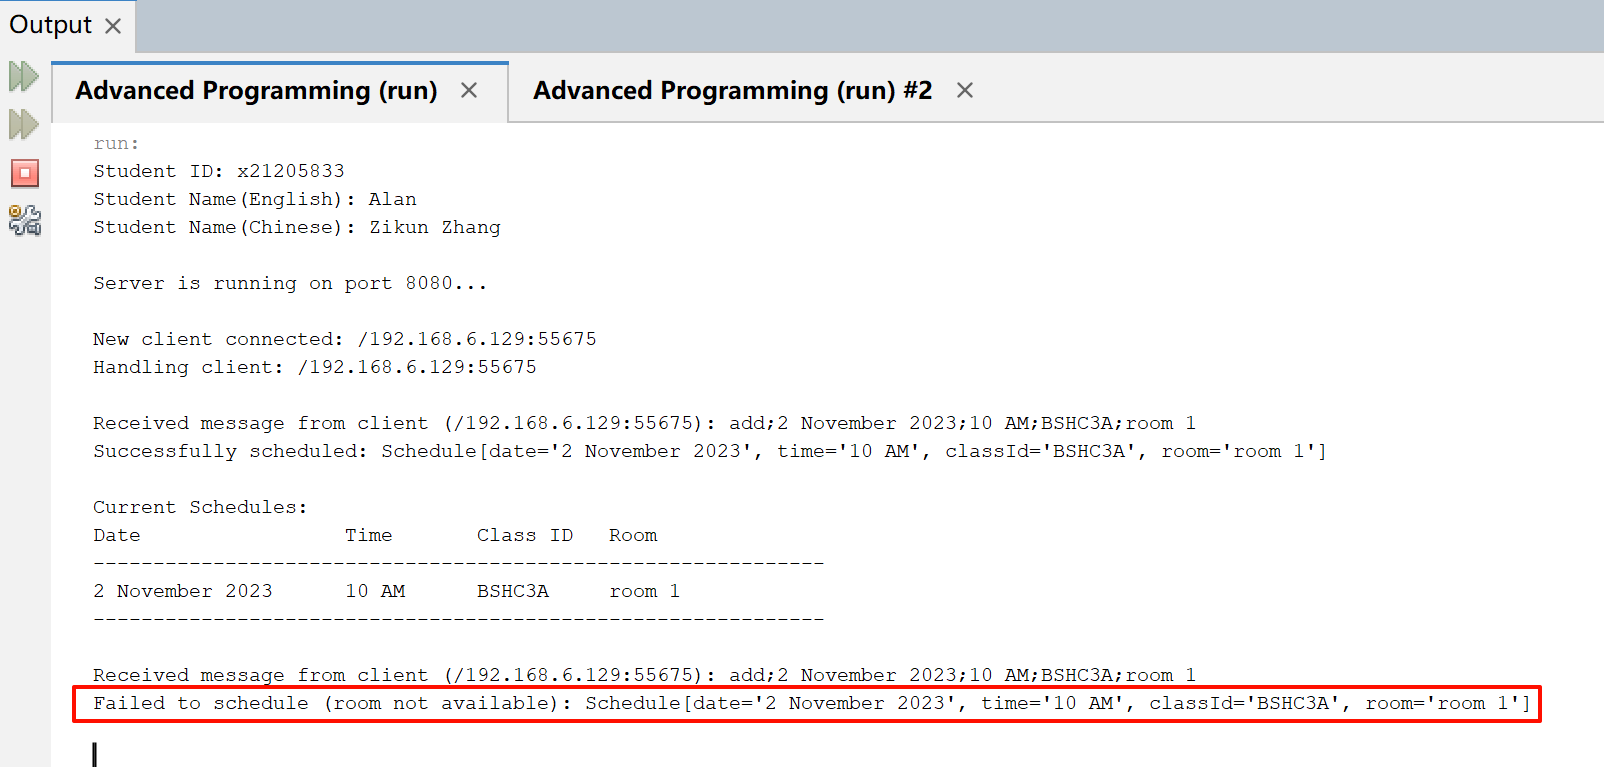 Output
Advanced Programming (run)
Advanced Programming (run) #2
run:
Student ID: x21205833
Student Name(English): Alan
Student Name(Chinese): Zikun Zhang
Server is running on port 8080...
New client connected: /192.168.6.129:55675
Handling client: /192.168.6.129:55675
Received message from client (/192.168.6.129:55675): add;2 November 2023;10 AM;BSHC3A;room 1
Successfully scheduled: Schedule[date='2 November 2023', time='10 AM', classId='BSHC3A', room='room 1']
Current Schedules:
Date Time Class ID Room
-------------------------------------------------------------
2 November 2023 10 AM BSHC3A room 1
-------------------------------------------------------------
Received message from client (/192.168.6.129:55675): add;2 November 2023;10 AM;BSHC3A;room 1
Failed to schedule (room not available): Schedule[date='2 November 2023', time='10 AM', classId='BSHC3A', room='room 1']